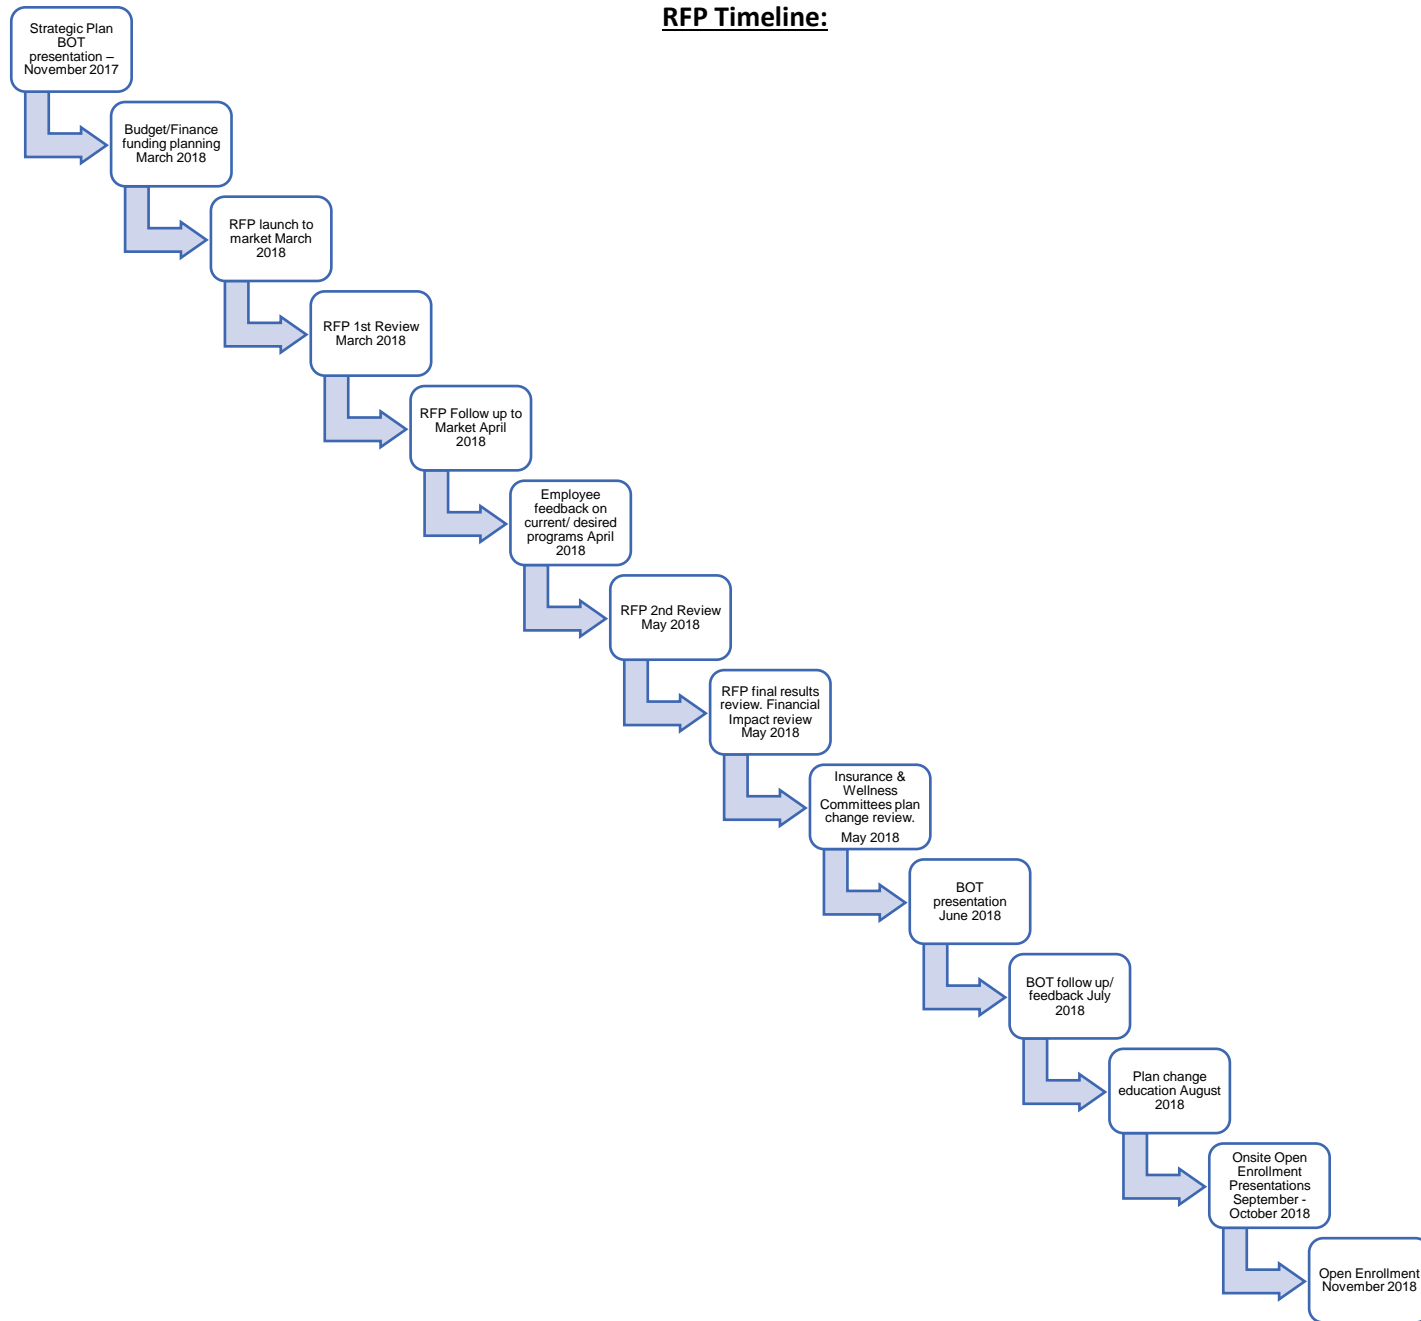 RFP Timeline:
Strategic Plan
BOT
presentation –
November 2017
Budget/Finance
funding planning
March 2018
RFP launch to
market March
2018
RFP 1st Review
March 2018
RFP Follow up to
Market April
2018
Employee
feedback on
current/ desired
programs April
2018
RFP 2nd Review
May 2018
RFP final results
review. Financial
Impact review
May 2018
Insurance &
Wellness
Committees plan
change review.
May 2018
BOT
presentation
June 2018
BOT follow up/
feedback July
2018
Plan change
education August
2018
Onsite Open
Enrollment
Presentations
September -
October 2018
Open Enrollment
November 2018